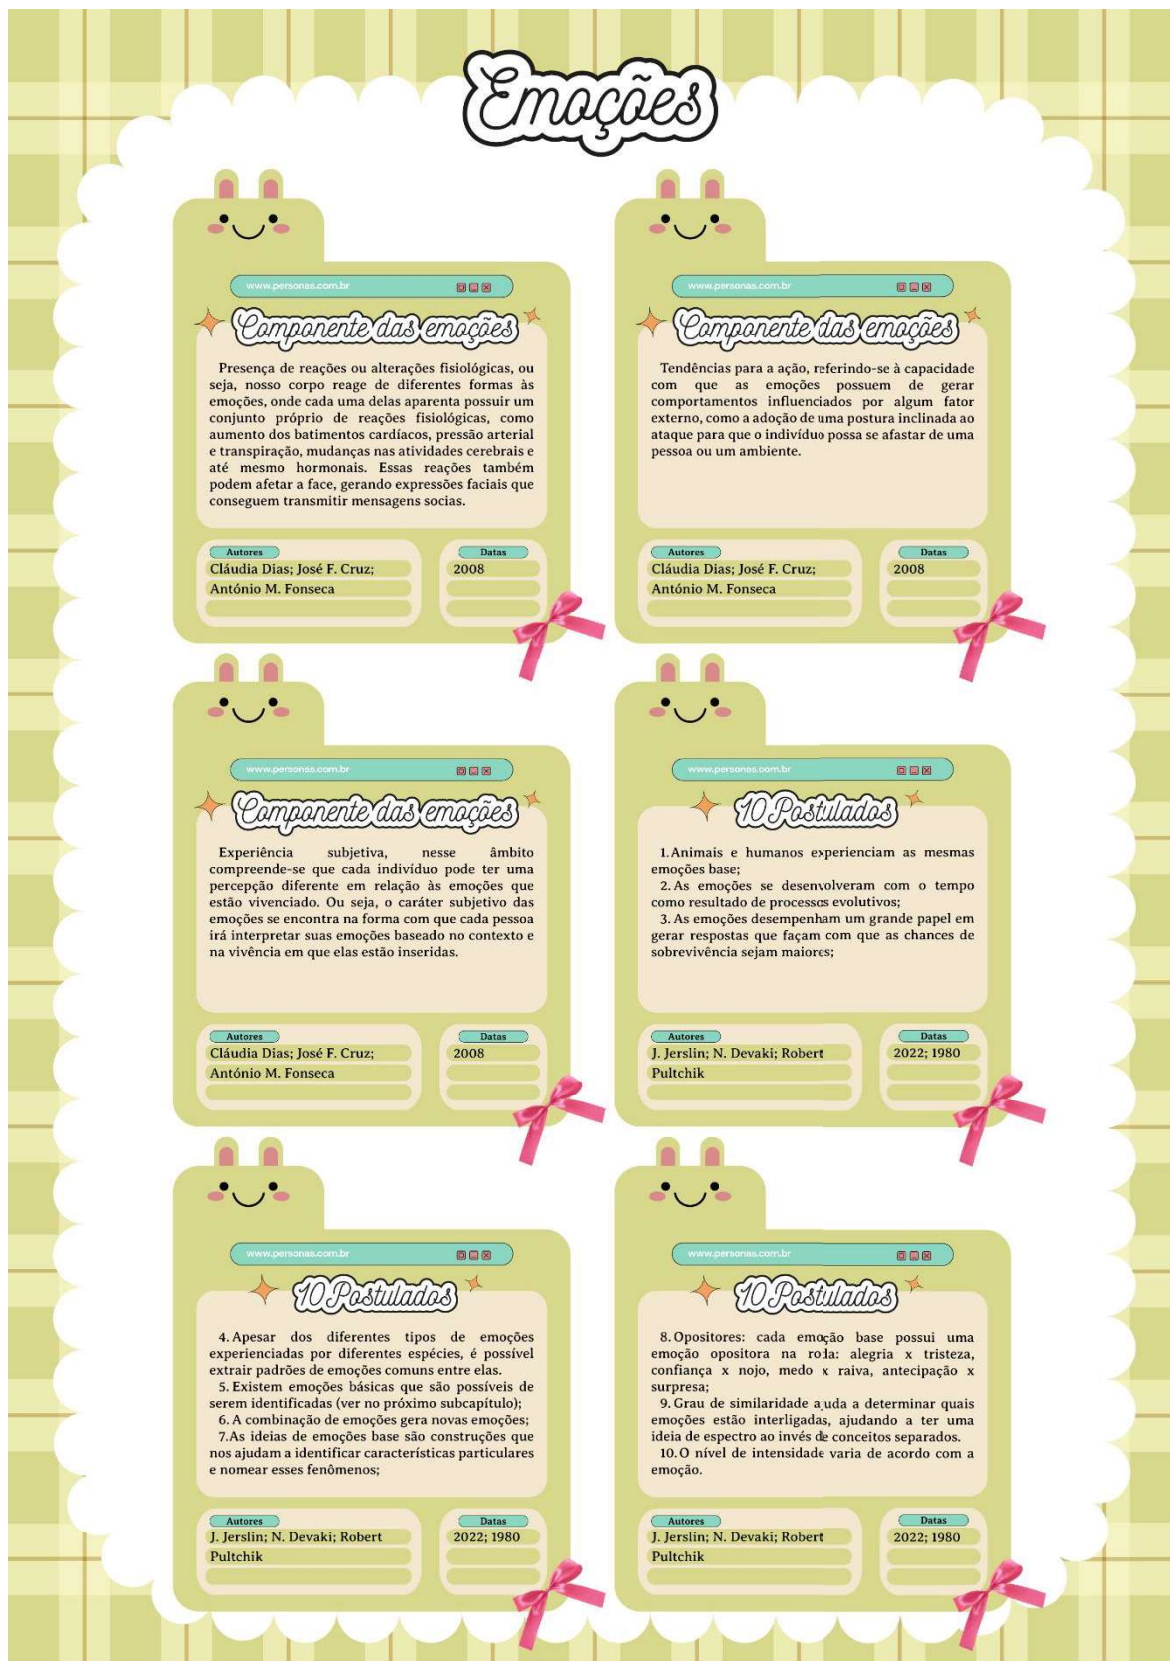 Emoções
www.personas.com.br
Componente das emoções
Presença de reações ou alterações fisiológicas, ou
seja, nosso corpo reage de diferentes formas às
emoções, onde cada uma delas aparenta possuir um
conjunto próprio de reações fisiológicas, como
aumento dos batimentos cardíacos, pressão arterial
e transpiração, mudanças nas atividades cerebrais e
até mesmo hormonais. Essas reações também
podem afetar a face, gerando expressões faciais que
conseguem transmitir mensagens socias.
Autores
Datas
Cláudia Dias; José F. Cruz;
2008
António M. Fonseca
www.personas.com.br
Componente das emoções
Tendências para a ação, referindo-se à capacidade
com que as emoções possuem de gerar
comportamentos influenciados por algum fator
externo, como a adoção de uma postura inclinada ao
ataque para que o indivíduo possa se afastar de uma
pessoa ou um ambiente.
Autores
Datas
Cláudia Dias; José F. Cruz;
2008
António M. Fonseca
www.personas.com.br
Componente das emoções
Experiência subjetiva, nesse âmbito
compreende-se que cada indivíduo pode ter uma
percepção diferente em relação às emoções que
estão vivenciado. Ou seja, o caráter subjetivo das
emoções se encontra na forma com que cada pessoa
irá interpretar suas emoções baseado no contexto e
na vivência em que elas estão inseridas.
Autores
Datas
Cláudia Dias; José F. Cruz;
2008
António M. Fonseca
www.personas.com.br
10 Postulados
1. Animais e humanos experienciam as mesmas
emoções base;
2. As emoções se desenvolveram com o tempo
como resultado de processos evolutivos;
3. As emoções desempenham um grande papel em
gerar respostas que façam com que as chances de
sobrevivência sejam maiores;
Autores
Datas
J. Jerslin; N. Devaki; Robert
2022; 1980
Pultchik
www.personas.com.br
10 Postulados
4. Apesar dos diferentes tipos de emoções
experienciadas por diferentes espécies, é possível
extrair padrões de emoções comuns entre elas.
5. Existem emoções básicas que são possíveis de
serem identificadas (ver no próximo subcapítulo);
6. A combinação de emoções gera novas emoções;
7.As ideias de emoções base são construções que
nos ajudam a identificar características particulares
e nomear esses fenômenos;
Autores
Datas
J. Jerslin; N. Devaki; Robert
2022; 1980
Pultchik
www.personas.com.br
10 Postulados
8. Opositores: cada emoção base possui uma
emoção opositora na roda: alegria x tristeza,
confiança x nojo, medo x raiva, antecipação x
surpresa;
9. Grau de similaridade ajuda a determinar quais
emoções estão interligadas, ajudando a ter uma
ideia de espectro ao invés de conceitos separados.
10. O nível de intensidade varia de acordo com a
emoção.
Autores
Datas
J. Jerslin; N. Devaki; Robert
2022; 1980
Pultchik